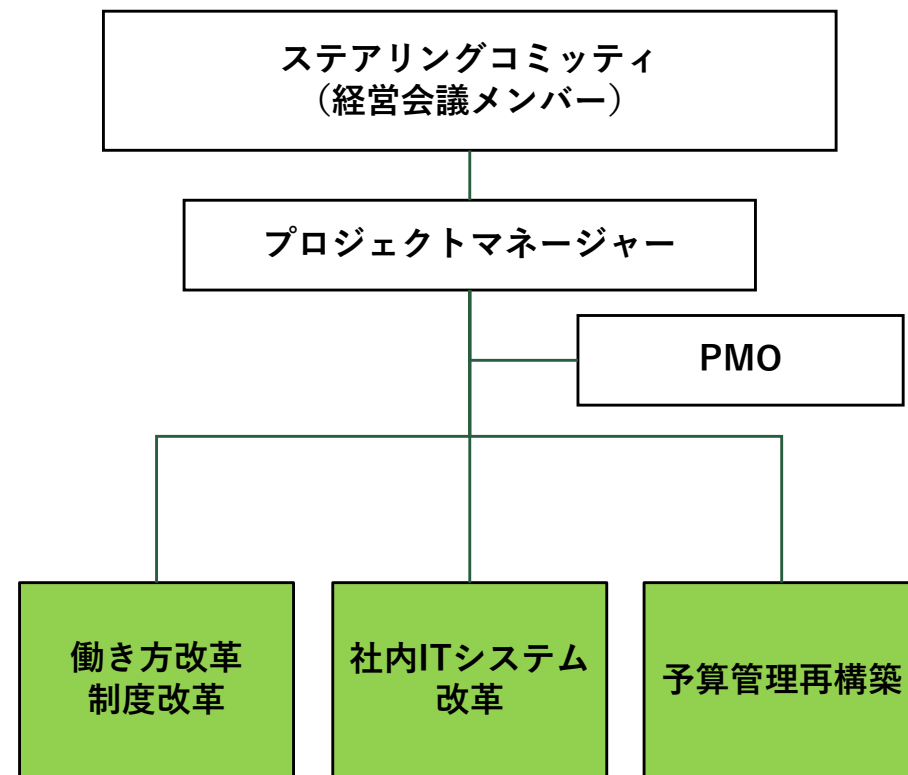 ステアリングコミッティ
（経営会議メンバー）
プロジェクトマネージャー
PMO
働き方改革
制度改革
社内ITシステム
改革
予算管理再構築